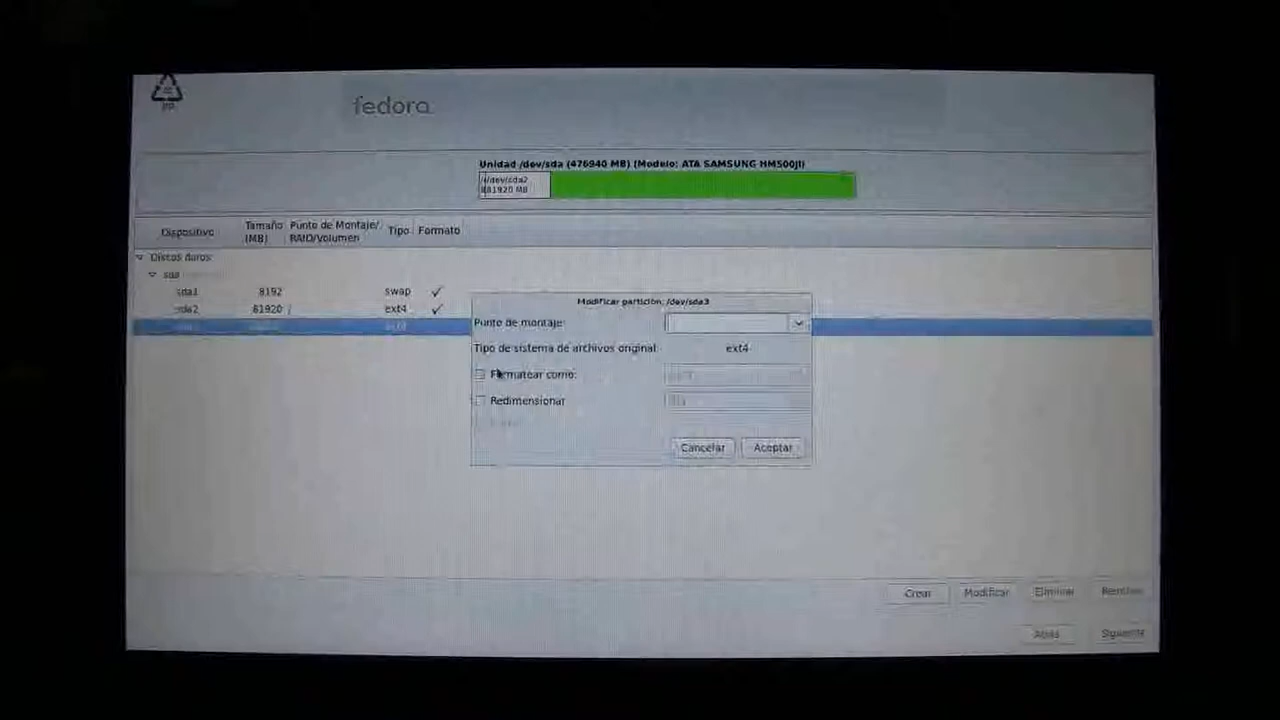 fedora
Unidad /dev/sda (476940 MB) (Modelo: ATA SAMSUNG HM500JI)
/dev/sda2
81920 MB
Dispositivo Tamaño (MB) Punto de Montaje/ RAID/Volumen Tipo Formato
Discos duros
sda
sda1 8192 swap ✓
sda2 81920 / ext4 ✓
Modificar partición: /dev/sda3
Punto de montaje:
Tipo de sistema de archivos original: ext4
Formatear como:
Redimensionar
Cancelar Aceptar
Crear Modificar Eliminar
Atrás Siguiente